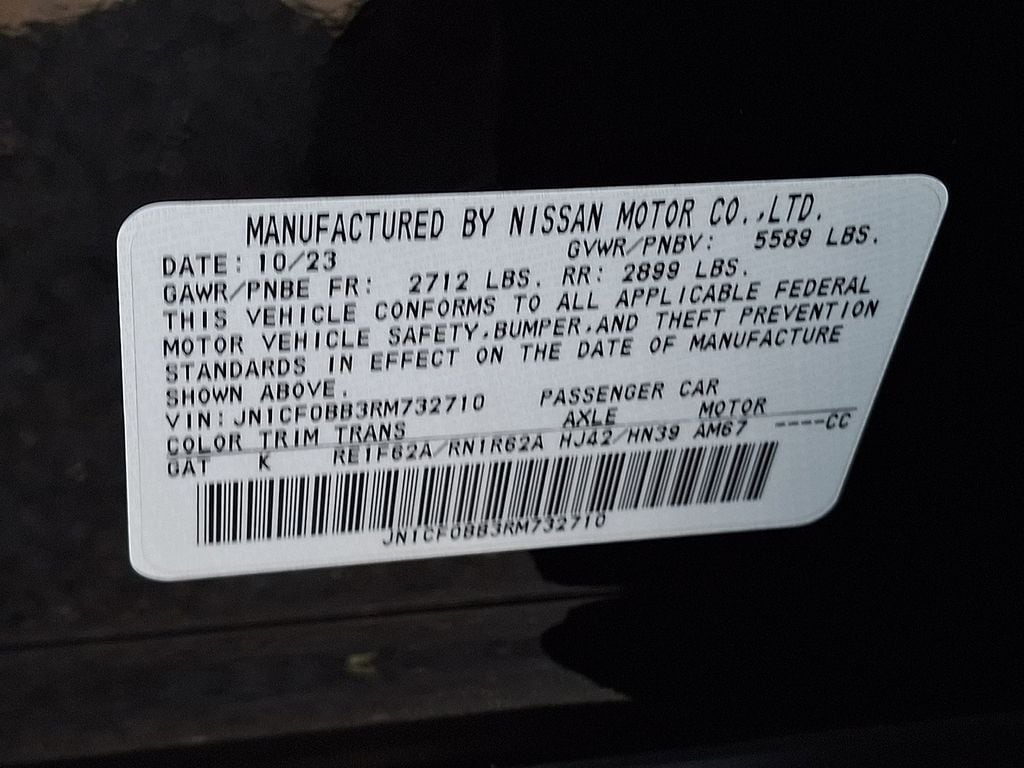 MANUFACTURED BY NISSAN MOTOR CO.,LTD.
DATE: 10/23 GVWR/PNBV: 5589 LBS.
GAWR/PNBE FR: 2712 LBS. RR: 2899 LBS.
THIS VEHICLE CONFORMS TO ALL APPLICABLE FEDERAL
MOTOR VEHICLE SAFETY,BUMPER,AND THEFT PREVENTION
STANDARDS IN EFFECT ON THE DATE OF MANUFACTURE
SHOWN ABOVE.
VIN:JN1CF0BB3RM732710 PASSENGER CAR
COLOR TRIM TRANS AXLE MOTOR
GAT K RE1F62A/RN1R62A HJ42/HN39 AM67 ----CC
JN1CF0BB3RM732710